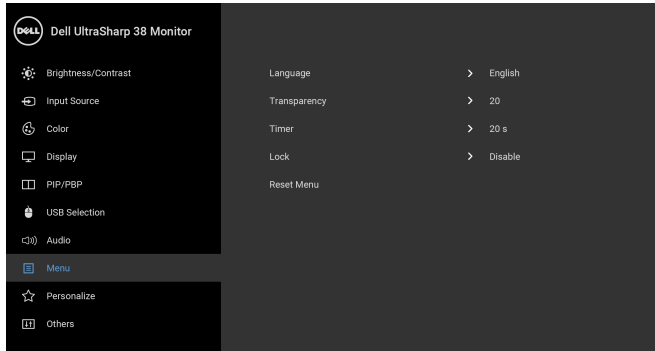 DELL Dell UltraSharp 38 Monitor
Brightness/Contrast
Input Source
Color
Display
PIP/PBP
USB Selection
Audio
Menu
Personalize
Others
Language > English
Transparency > 20
Timer > 20 s
Lock > Disable
Reset Menu